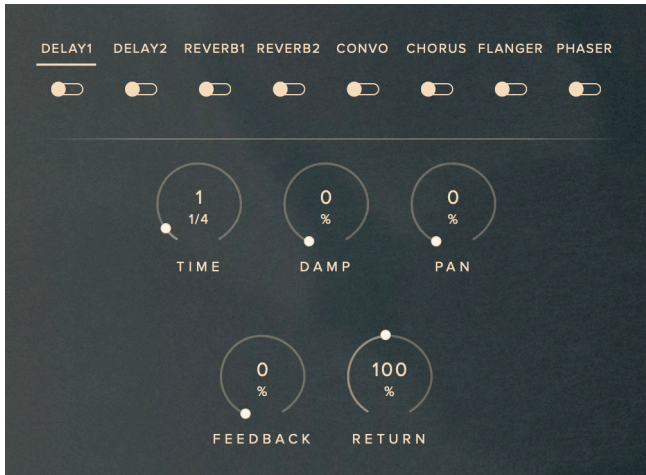 DELAY1 DELAY2 REVERB1 REVERB2 CONVO CHORUS FLANGER PHASER
1 0 0
1/4 % %
TIME DAMP PAN
0 100
% %
FEEDBACK RETURN